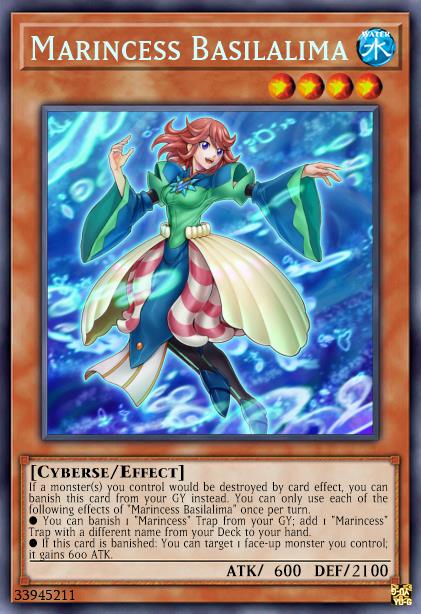 Marincess Basilalima
WATER
水
[Cyberse/Effect]
If a monster(s) you control would be destroyed by card effect, you can
banish this card from your GY instead. You can only use each of the
following effects of "Marincess Basilalima" once per turn.
● You can banish 1 "Marincess" Trap from your GY; add 1 "Marincess"
Trap with a different name from your Deck to your hand.
● If this card is banished: You can target 1 face-up monster you control;
it gains 600 ATK.
ATK/ 600 DEF/2100
33945211